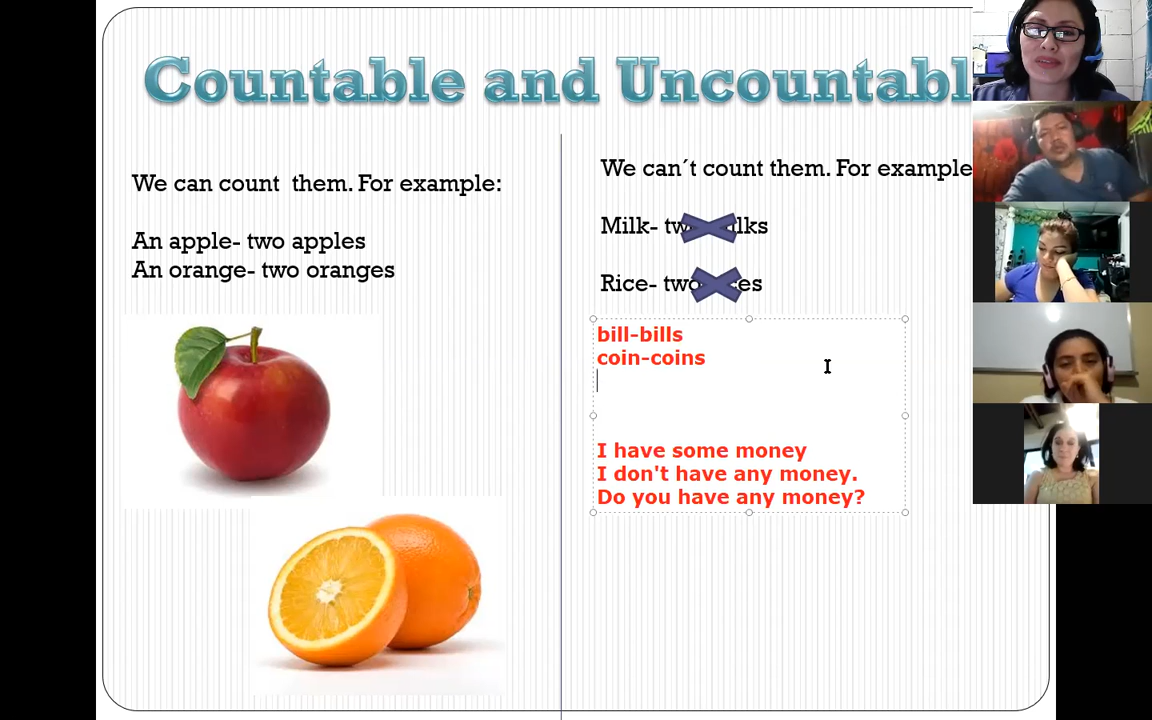 Countable and Uncountabl
We can count them. For example:
An apple- two apples
An orange- two oranges
We can´t count them. For example
Milk- tw lks
Rice- two es
bill-bills
coin-coins
I have some money
I don't have any money.
Do you have any money?